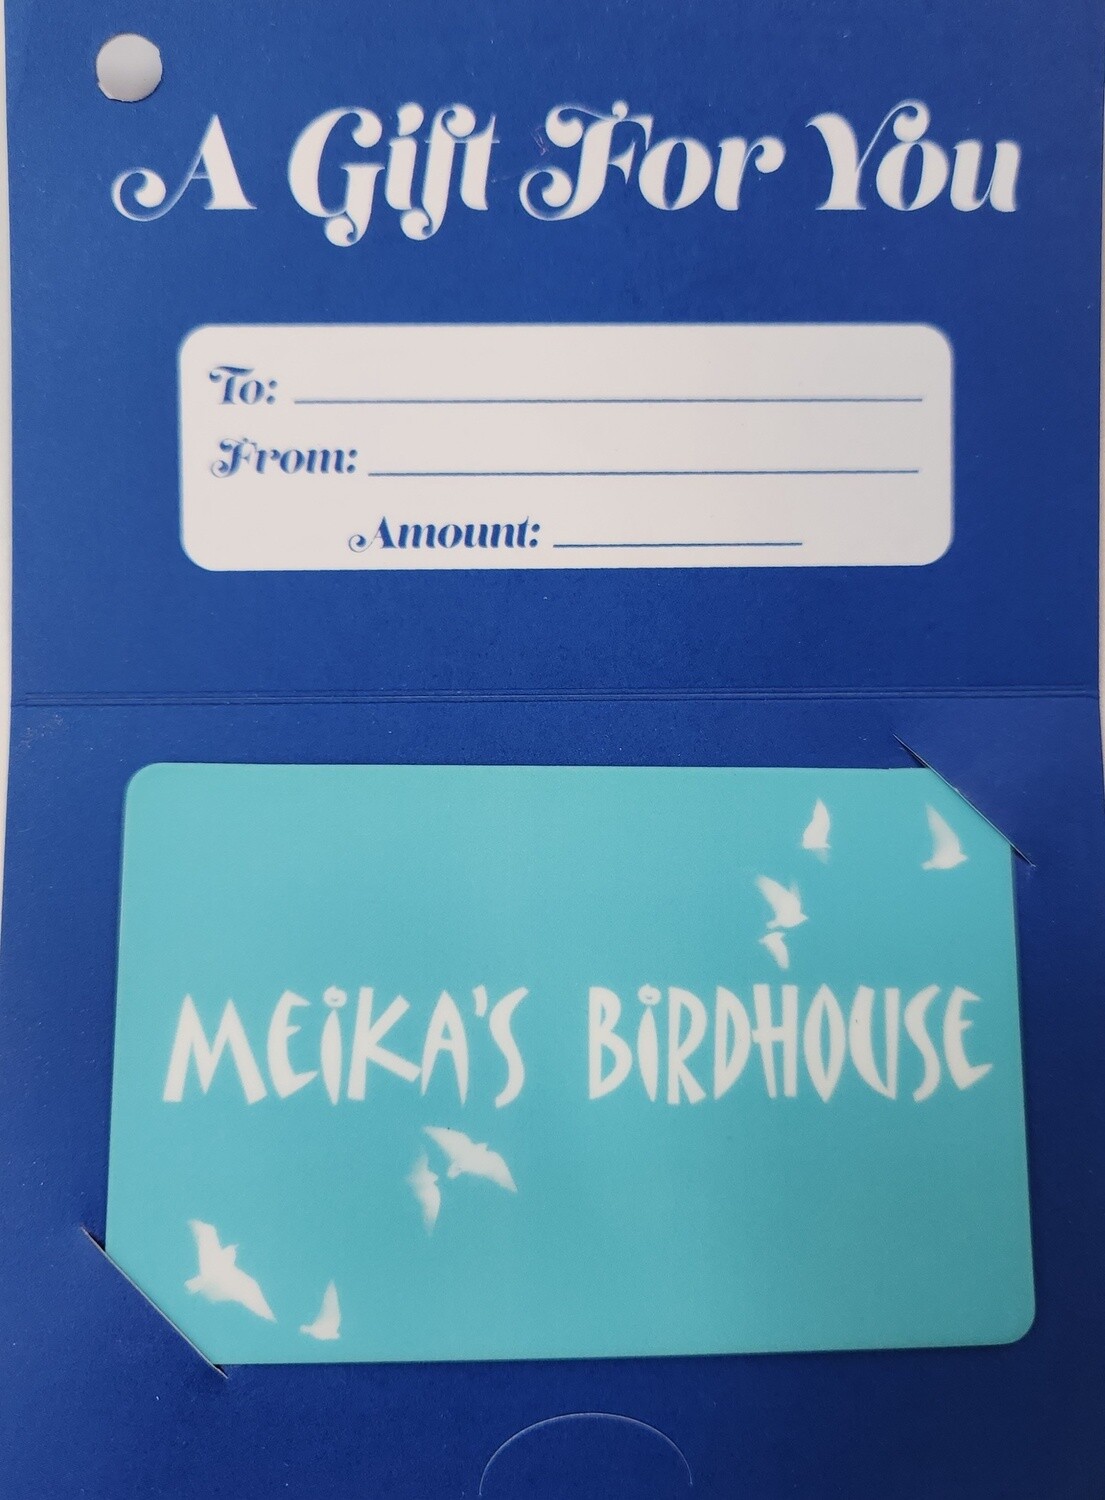 A Gift For You
To:
From:
Amount:
MEiKA'S BiRDHOUSE